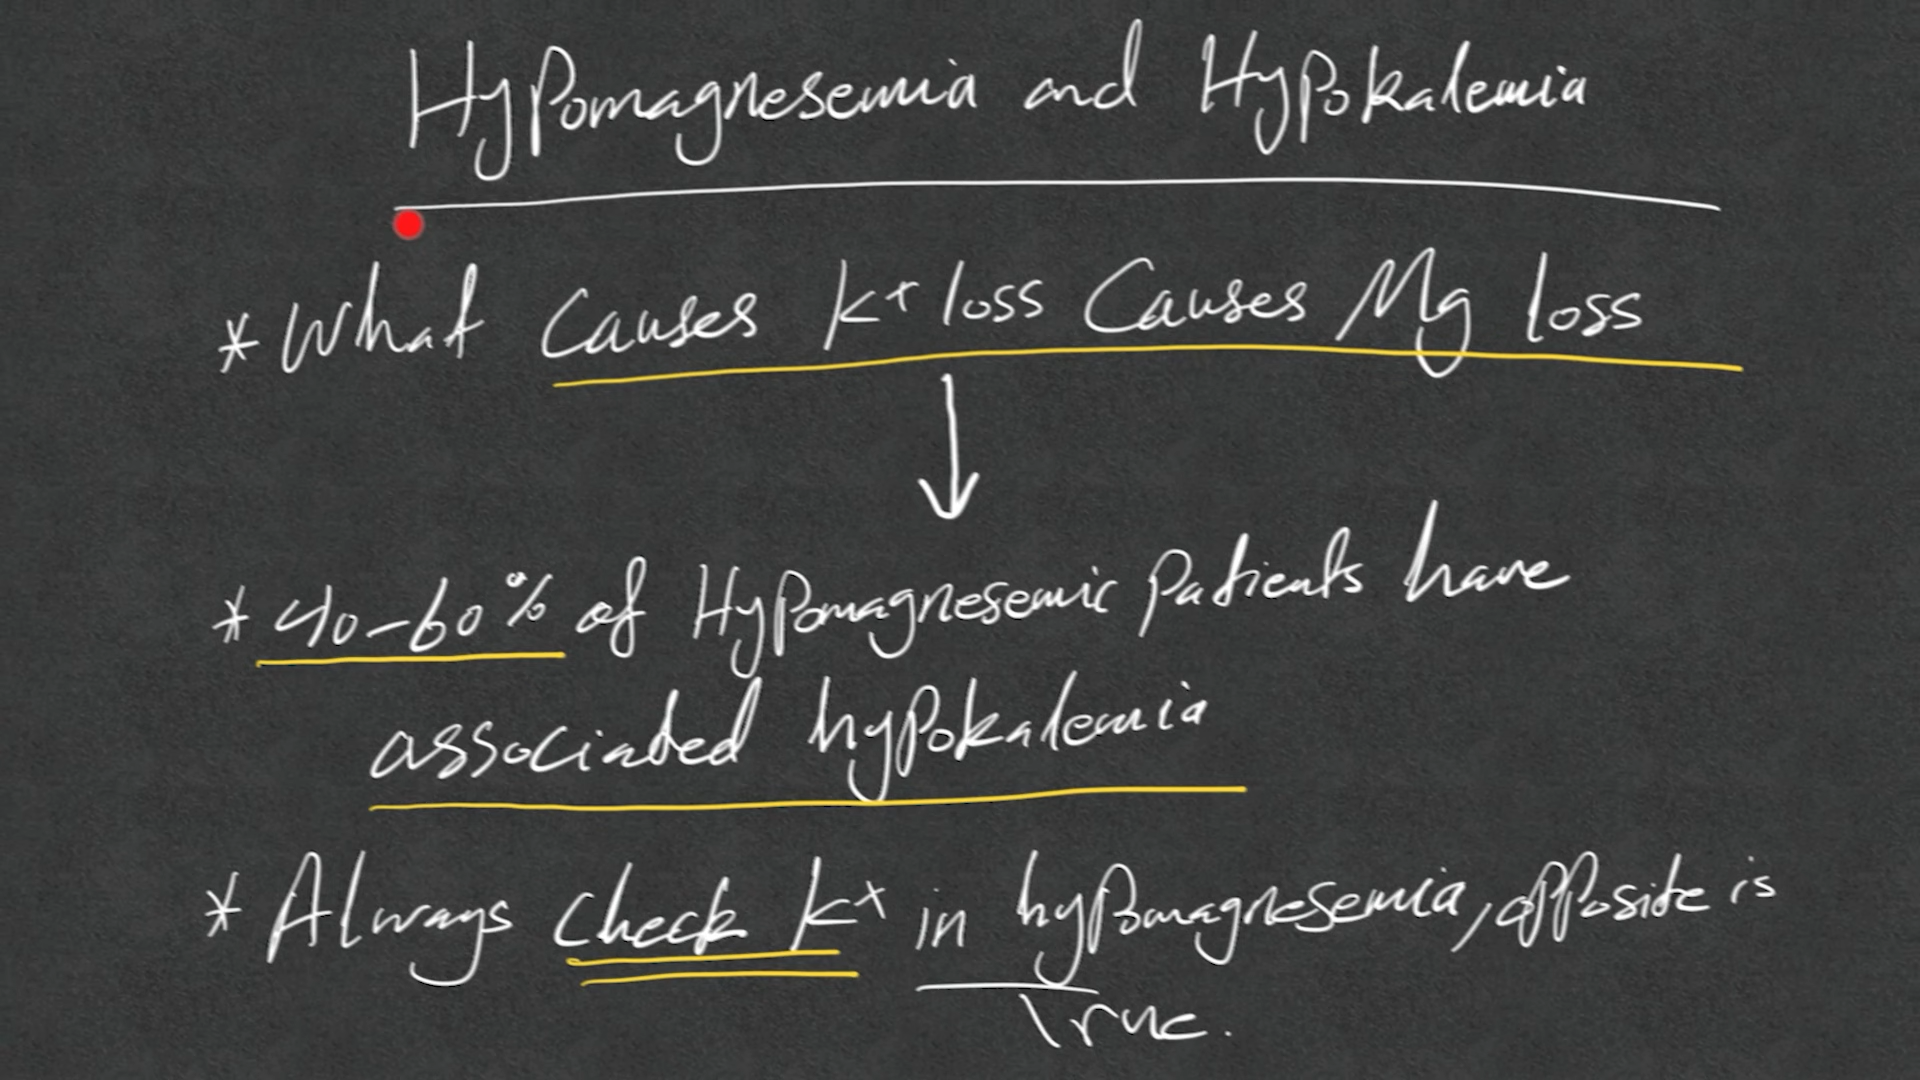 Hypomagnesemia and Hypokalemia
* What causes K+ loss Causes Mg loss
* 40-60% of Hypomagnesemic patients have
associated hypokalemia
* Always check K+ in hypomagnesemia, opposite is
True.